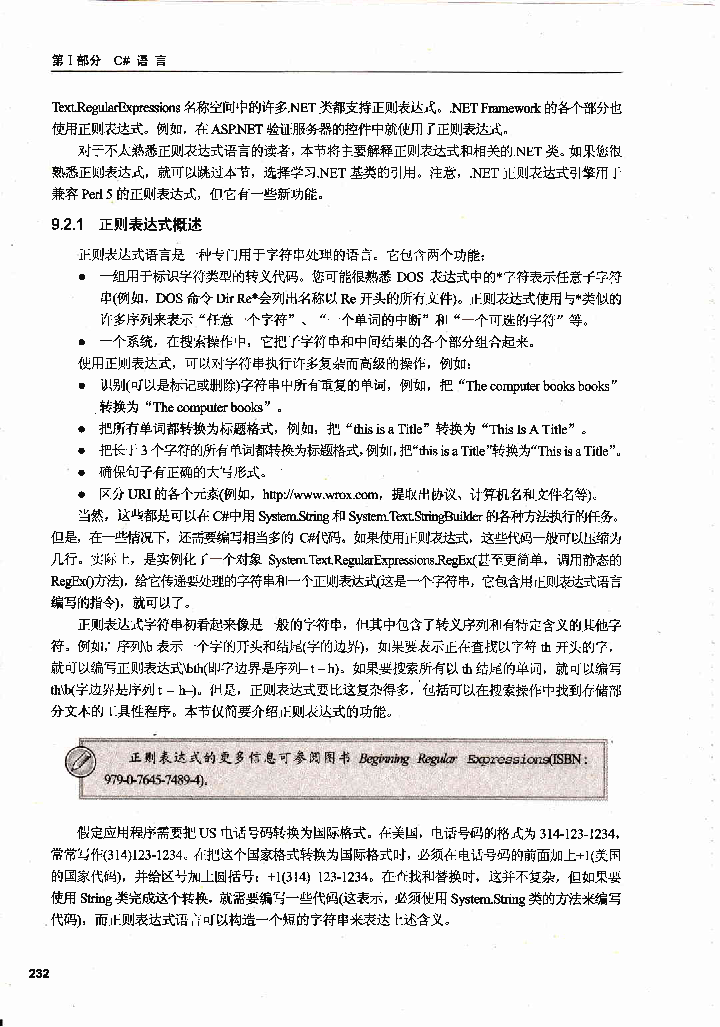 第Ⅰ部分 C# 语 言
Text.RegularExpressions 名称空间中的许多.NET 类都支持正则表达式。.NET Framework 的各个部分也
使用正则表达式。例如，在 ASP.NET 验证服务器的控件中就使用了正则表达式。
对于不太熟悉正则表达式语言的读者，本节将主要解释正则表达式和相关的.NET 类。如果您很
熟悉正则表达式，就可以跳过本节，选择学习.NET 基类的引用。注意，.NET 正则表达式引擎用于
兼容 Perl 5 的正则表达式，但它有一些新功能。
9.2.1 正则表达式概述
正则表达式语言是一种专门用于字符串处理的语言。它包含两个功能：
● 一组用于标识字符类型的转义代码。您可能很熟悉 DOS 表达式中的*字符表示任意子字符
串(例如，DOS 命令 Dir Re*会列出名称以 Re 开头的所有文件)。正则表达式使用与*类似的
许多序列来表示“任意一个字符”、“一个单词的中断”和“一个可选的字符”等。
● 一个系统，在搜索操作中，它把子字符串和中间结果的各个部分组合起来。
使用正则表达式，可以对字符串执行许多复杂而高级的操作，例如：
● 识别(可以是标记或删除)字符串中所有重复的单词，例如，把“The computer books books”
转换为“The computer books”。
● 把所有单词都转换为标题格式，例如，把“this is a Title”转换为“This Is A Title”。
● 把长于 3 个字符的所有单词都转换为标题格式，例如，把“this is a Title”转换为“This is a Title”。
● 确保句子有正确的大写形式。
● 区分 URI 的各个元素(例如，http://www.wrox.com，提取出协议、计算机名和文件名等)。
当然，这些都是可以在 C#中用 System.String 和 System.Text.StringBuilder 的各种方法执行的任务。
但是，在一些情况下，还需要编写相当多的 C#代码。如果使用正则表达式，这些代码一般可以压缩为
几行。实际上，是实例化了一个对象 System.Text.RegularExpressions.RegEx(甚至更简单，调用静态的
RegEx()方法)，给它传递要处理的字符串和一个正则表达式(这是一个字符串，它包含用正则表达式语言
编写的指令)，就可以了。
正则表达式字符串初看起来像是一般的字符串，但其中包含了转义序列和有特定含义的其他字
符。例如，序列\b 表示一个字的开头和结尾(字的边界)，如果要表示正在查找以字符 th 开头的字，
就可以编写正则表达式\bth(即字边界是序列－t－h)。如果要搜索所有以 th 结尾的单词，就可以编写
th\b(字边界是序列 t－h－)。但是，正则表达式要比这复杂得多，包括可以在搜索操作中找到存储部
分文本的工具性程序。本节仅简要介绍正则表达式的功能。
正则表达式的更多信息可参阅图书 Beginning Regular Expressions(ISBN：
979-0-7645-7489-4)。
假定应用程序需要把 US 电话号码转换为国际格式。在美国，电话号码的格式为 314-123-1234，
常常写作(314)123-1234。在把这个国家格式转换为国际格式时，必须在电话号码的前面加上+1(美国
的国家代码)，并给区号加上圆括号：+1(314) 123-1234。在查找和替换时，这并不复杂，但如果要
使用 String 类完成这个转换，就需要编写一些代码(这表示，必须使用 System.String 类的方法来编写
代码)，而正则表达式语言可以构造一个短的字符串来表达上述含义。
232